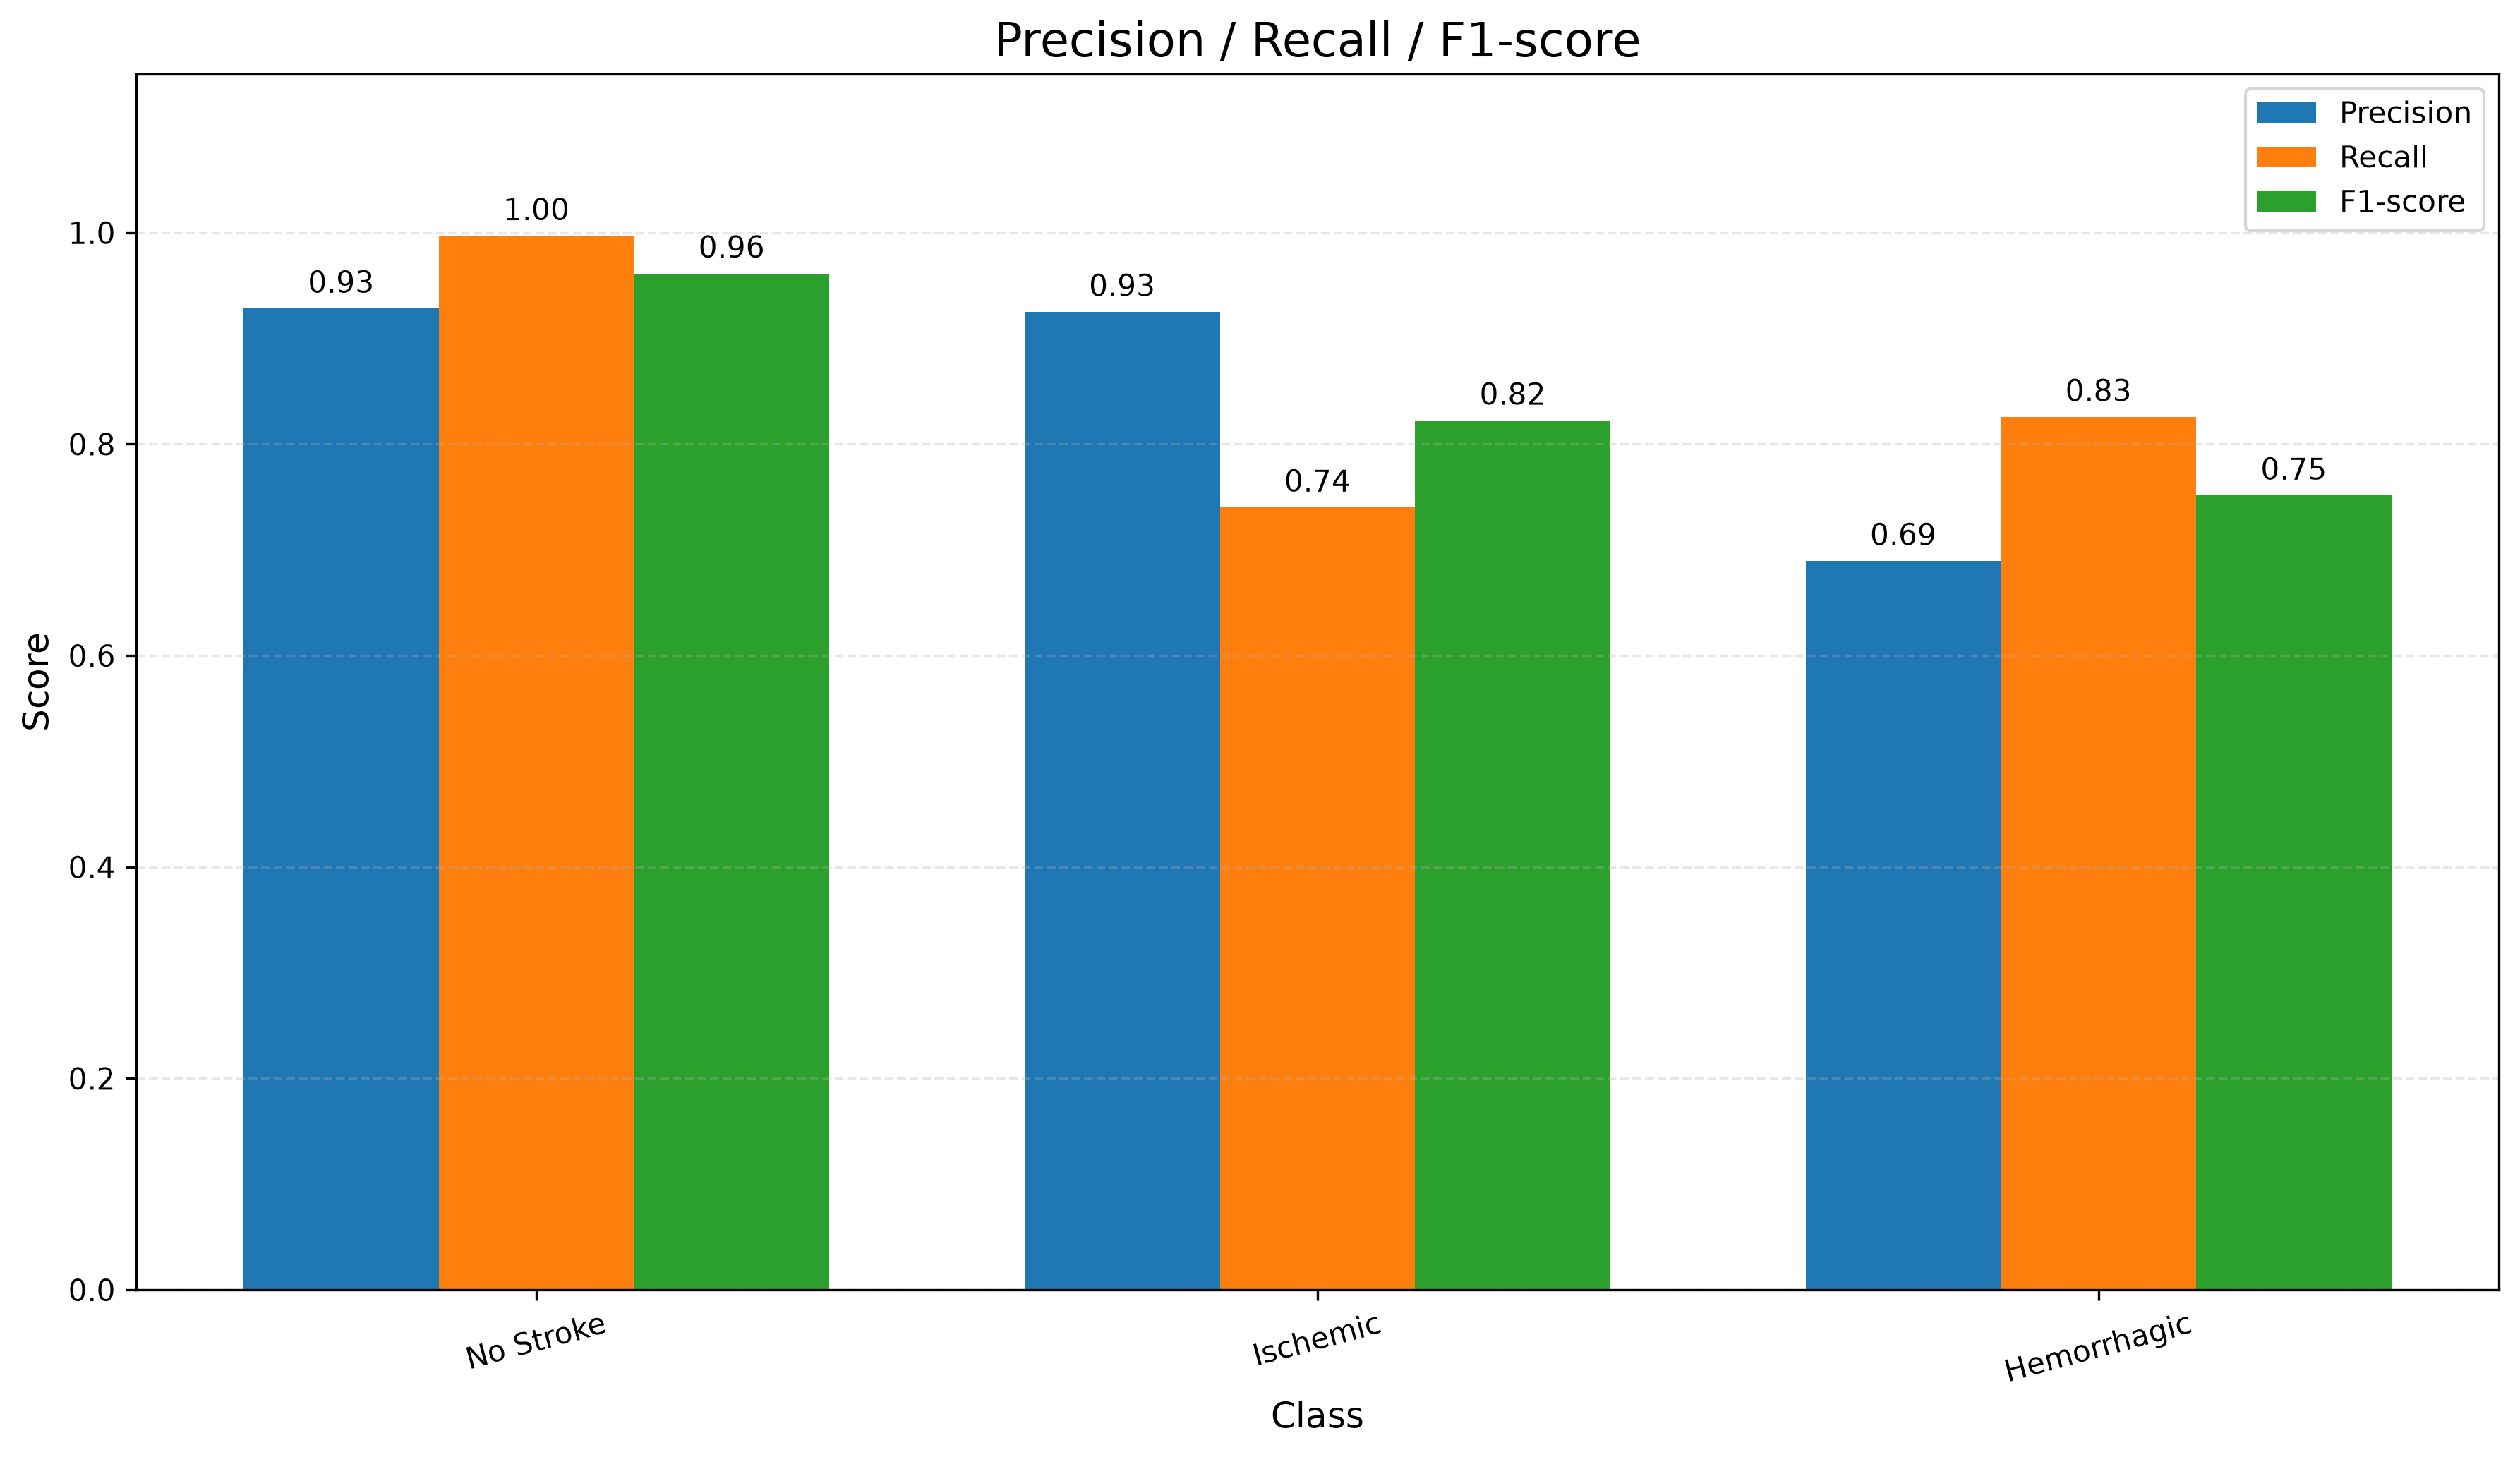 Precision / Recall / F1-score
Precision
Recall
F1-score
1.00
0.93
0.96
0.93
0.74
0.82
0.69
0.83
0.75
Score
1.0
0.8
0.6
0.4
0.2
0.0
No Stroke
Ischemic
Hemorrhagic
Class